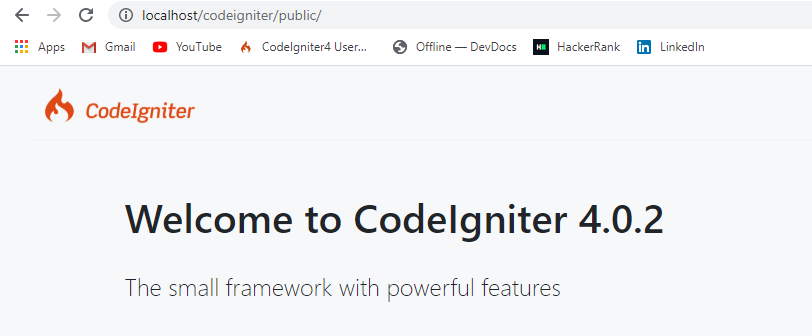 localhost/codeigniter/public/
Apps Gmail YouTube CodeIgniter4 User... Offline — DevDocs HackerRank LinkedIn
CodeIgniter
Welcome to CodeIgniter 4.0.2
The small framework with powerful features